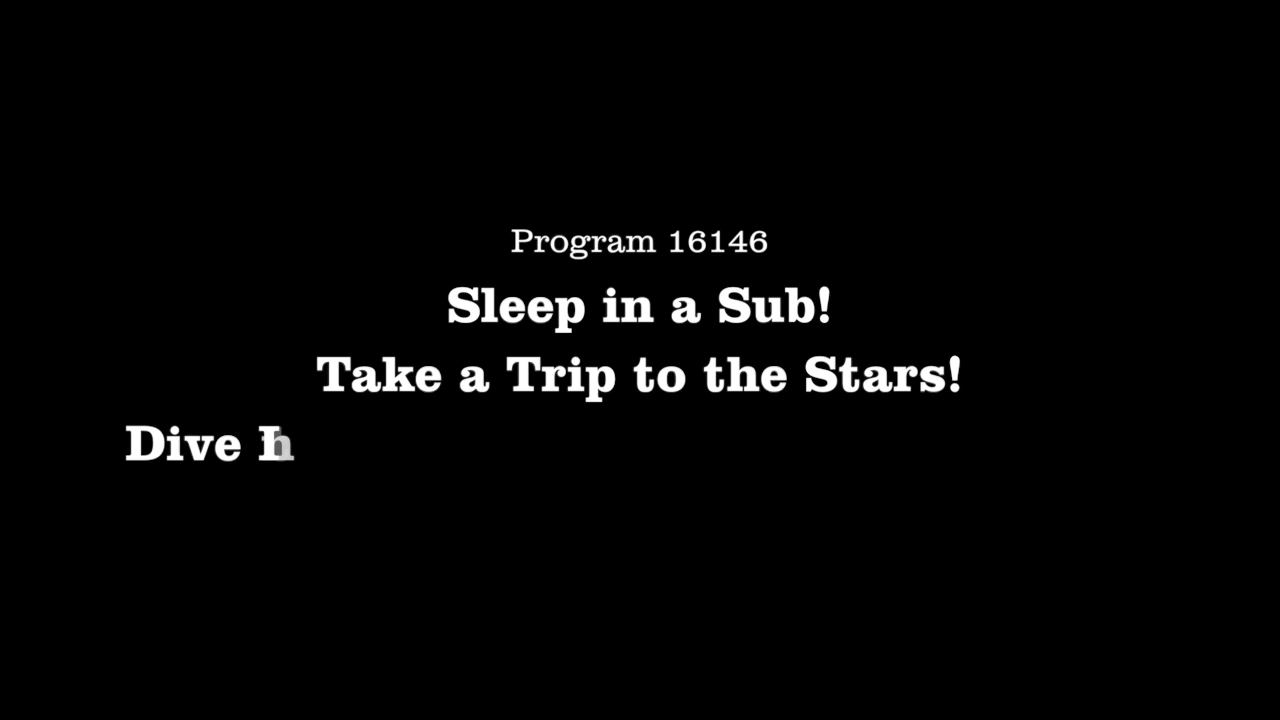 Program 16146
Sleep in a Sub!
Take a Trip to the Stars!
Dive